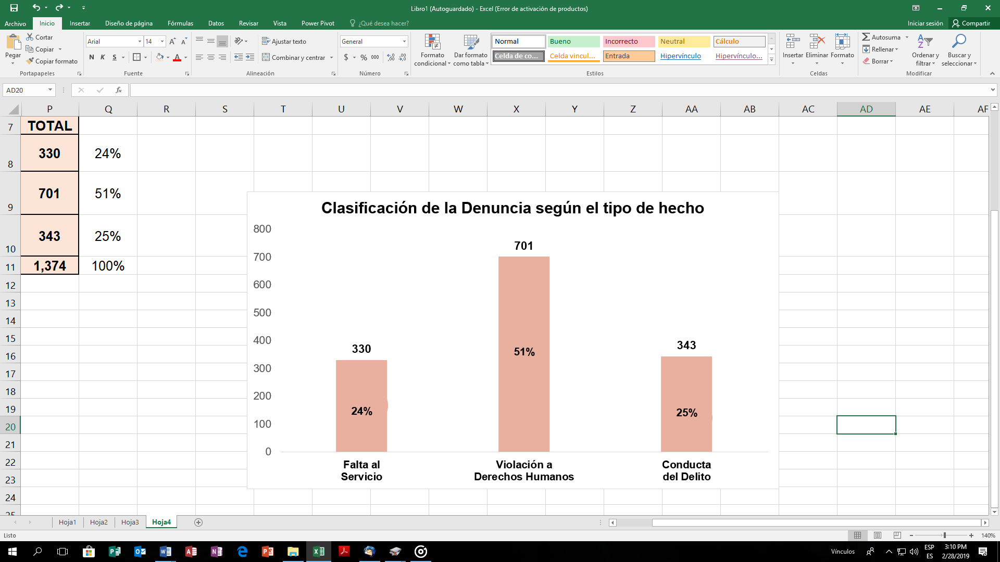 Libro1 (Autoguardado) - Excel (Error de activación de productos)
Archivo Inicio Insertar Diseño de página Fórmulas Datos Revisar Vista Power Pivot ¿Qué desea hacer? Iniciar sesión Compartir
Pegar
Cortar
Copiar
Copiar formato
Portapapeles
Arial 14
N K S A
Fuente
Ajustar texto
Combinar y centrar
Alineación
General
$ % 000
Número
Formato condicional
Dar formato como tabla
Normal Bueno Incorrecto Neutral Cálculo
Celda de co... Celda vincul... Entrada Hipervínculo Hipervínculo...
Estilos
Insertar Eliminar Formato
Celdas
Autosuma
Rellenar
Borrar
Ordenar y filtrar
Buscar y seleccionar
Modificar
AD20 fx
P Q R S T U V W X Y Z AA AB AC AD AE AF
7 TOTAL
8 330 24%
9 701 51%
10 343 25%
11 1,374 100%
12
13
14
15
16
17
18
19
20
21
22
23
24
25
Clasificación de la Denuncia según el tipo de hecho
800
700
600
500
400
300
200
100
0
330
24%
701
51%
343
25%
Falta al
Servicio
Violación a
Derechos Humanos
Conducta
del Delito
Hoja1 Hoja2 Hoja3 Hoja4
Listo 140%
Vínculos
ESP
ES
3:10 PM
2/28/2019